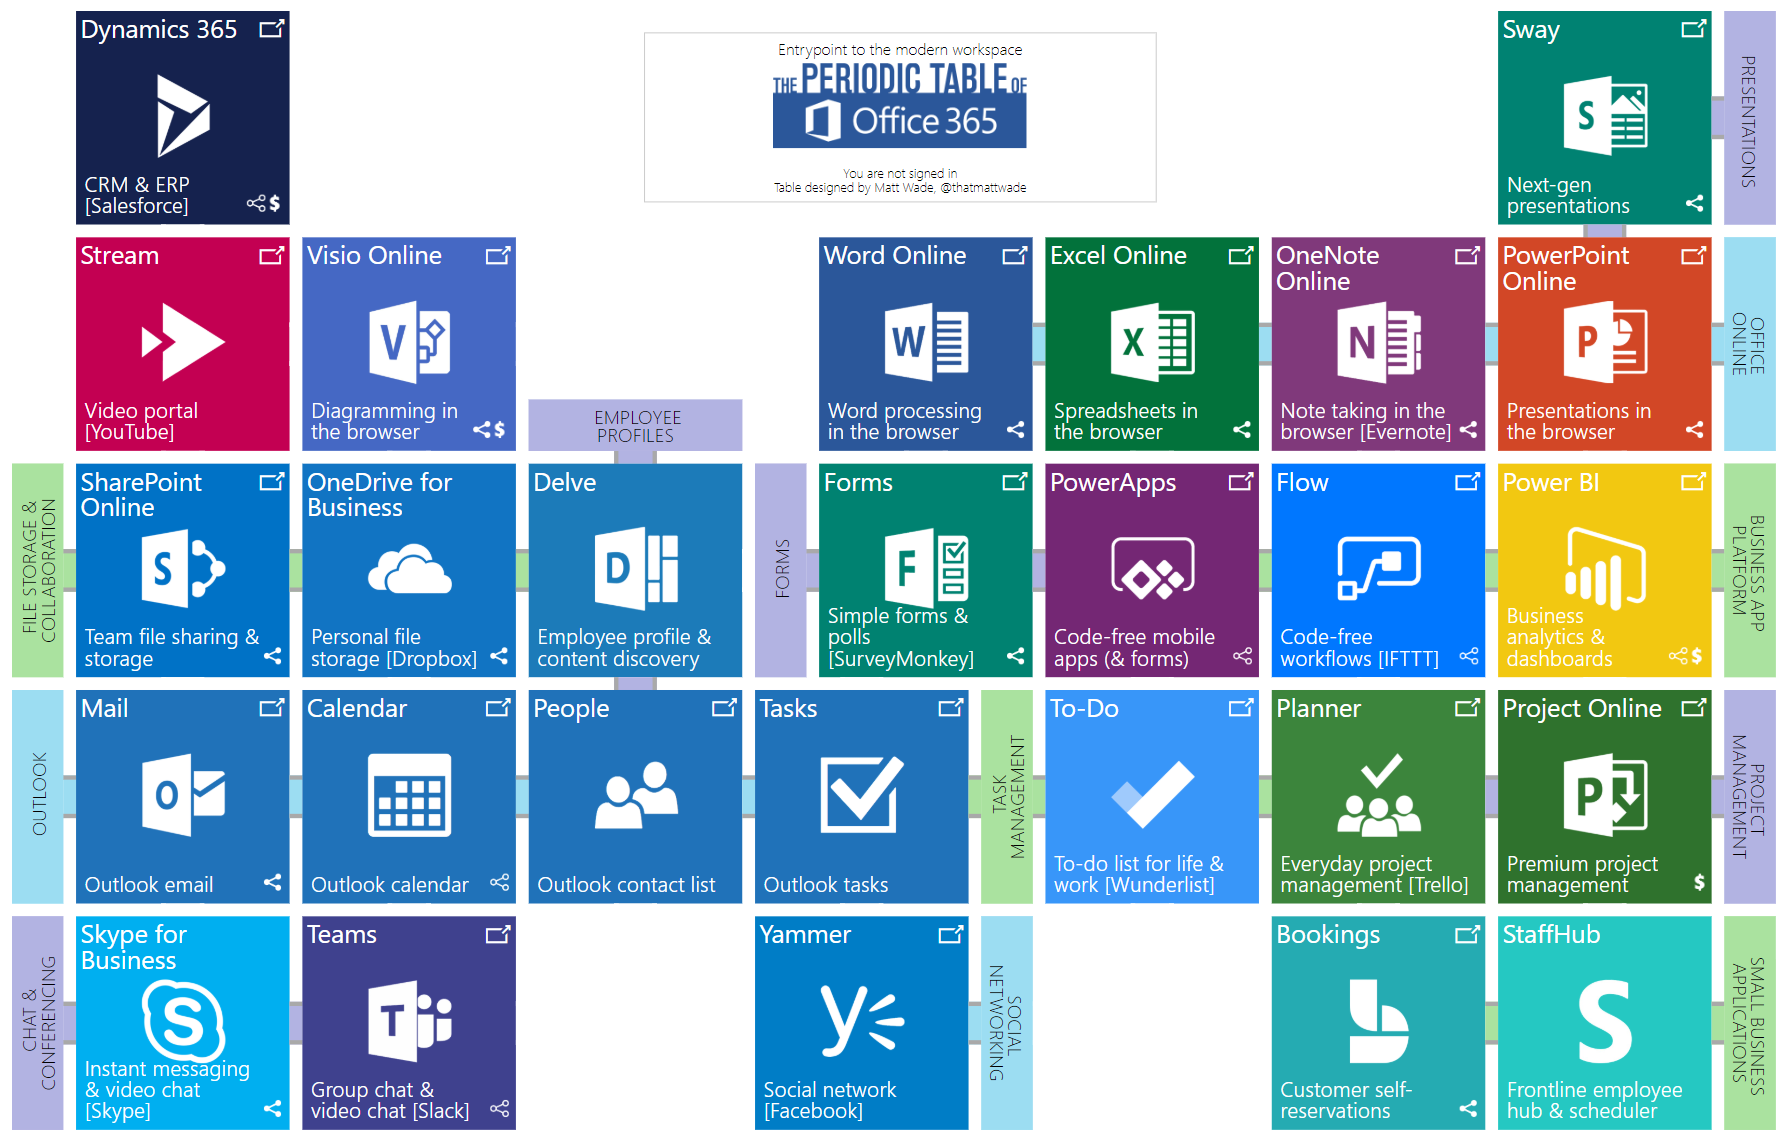 Dynamics 365
CRM & ERP
[Salesforce]
$
Entrypoint to the modern workspace
THE PERIODIC TABLE OF
Office 365
You are not signed in
Table designed by Matt Wade, @thatmattwade
Sway
S
Next-gen
presentations
PRESENTATIONS
Stream
Video portal
[YouTube]
Visio Online
V
Diagramming in
the browser
$
EMPLOYEE
PROFILES
Word Online
W
Word processing
in the browser
Excel Online
X
Spreadsheets in
the browser
OneNote
Online
N
Note taking in the
browser [Evernote]
PowerPoint
Online
P
Presentations in
the browser
OFFICE
ONLINE
FILE STORAGE &
COLLABORATION
SharePoint
Online
S
Team file sharing &
storage
OneDrive for
Business
Personal file
storage [Dropbox]
Delve
D
Employee profile &
content discovery
FORMS
Forms
F
Simple forms &
polls
[SurveyMonkey]
PowerApps
Code-free mobile
apps (& forms)
Flow
Code-free
workflows [IFTTT]
Power BI
Business
analytics &
dashboards
$
BUSINESS APP
PLATFORM
OUTLOOK
Mail
O
Outlook email
Calendar
Outlook calendar
People
Outlook contact list
Tasks
Outlook tasks
TASK
MANAGEMENT
To-Do
To-do list for life &
work [Wunderlist]
Planner
Everyday project
management [Trello]
Project Online
P
Premium project
management
$
PROJECT
MANAGEMENT
CHAT &
CONFERENCING
Skype for
Business
S
Instant messaging
& video chat
[Skype]
Teams
T
Group chat &
video chat [Slack]
Yammer
y
Social network
[Facebook]
SOCIAL
NETWORKING
Bookings
Customer self-
reservations
StaffHub
S
Frontline employee
hub & scheduler
SMALL BUSINESS
APPLICATIONS